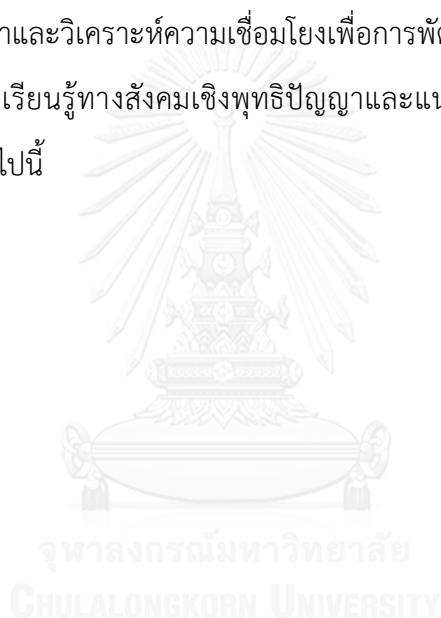 าและวิเคราะห์ความเชื่อมโยงเพื่อการพั
เรียนรู้ทางสังคมเชิงพุทธิปัญญาและแน
ไปนี้
จุฬาลงกรณ์มหาวิทยาลัย
CHULALONGKORN UNIVERSITY